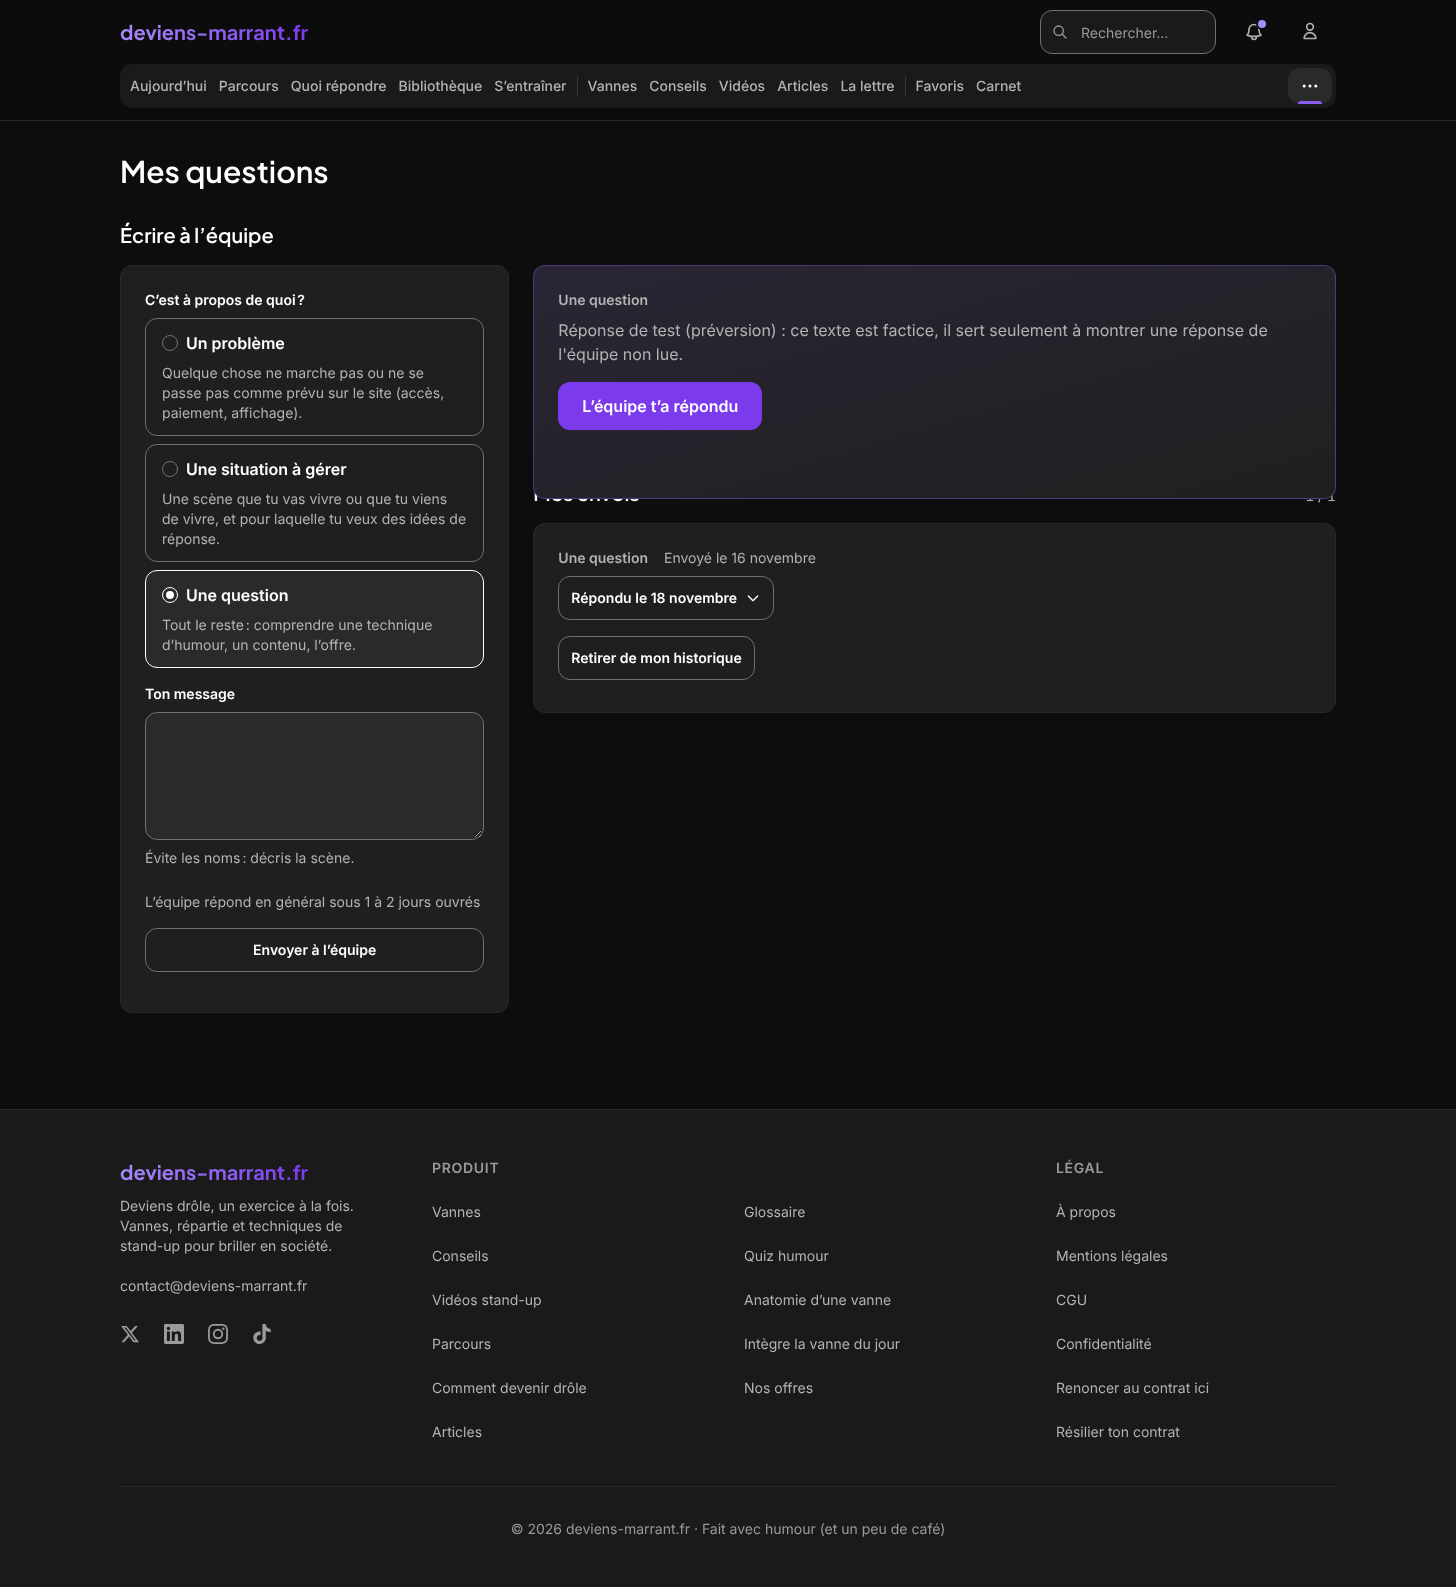 deviens-marrant.fr
Rechercher...
Aujourd’hui Parcours Quoi répondre Bibliothèque S’entraîner Vannes Conseils Vidéos Articles La lettre Favoris Carnet
Mes questions
Écrire à l’équipe
C’est à propos de quoi ?
Un problème
Quelque chose ne marche pas ou ne se
passe pas comme prévu sur le site (accès,
paiement, affichage).
Une situation à gérer
Une scène que tu vas vivre ou que tu viens
de vivre, et pour laquelle tu veux des idées de
réponse.
Une question
Tout le reste : comprendre une technique
d’humour, un contenu, l’offre.
Ton message
Évite les noms : décris la scène.
L’équipe répond en général sous 1 à 2 jours ouvrés
Envoyer à l’équipe
Une question
Réponse de test (préversion) : ce texte est factice, il sert seulement à montrer une réponse de
l'équipe non lue.
L’équipe t’a répondu
Une question Envoyé le 16 novembre
Répondu le 18 novembre
Retirer de mon historique
deviens-marrant.fr
Deviens drôle, un exercice à la fois.
Vannes, répartie et techniques de
stand-up pour briller en société.
contact@deviens-marrant.fr
PRODUIT
Vannes
Conseils
Vidéos stand-up
Parcours
Comment devenir drôle
Articles
Glossaire
Quiz humour
Anatomie d’une vanne
Intègre la vanne du jour
Nos offres
LÉGAL
À propos
Mentions légales
CGU
Confidentialité
Renoncer au contrat ici
Résilier ton contrat
© 2026 deviens-marrant.fr · Fait avec humour (et un peu de café)